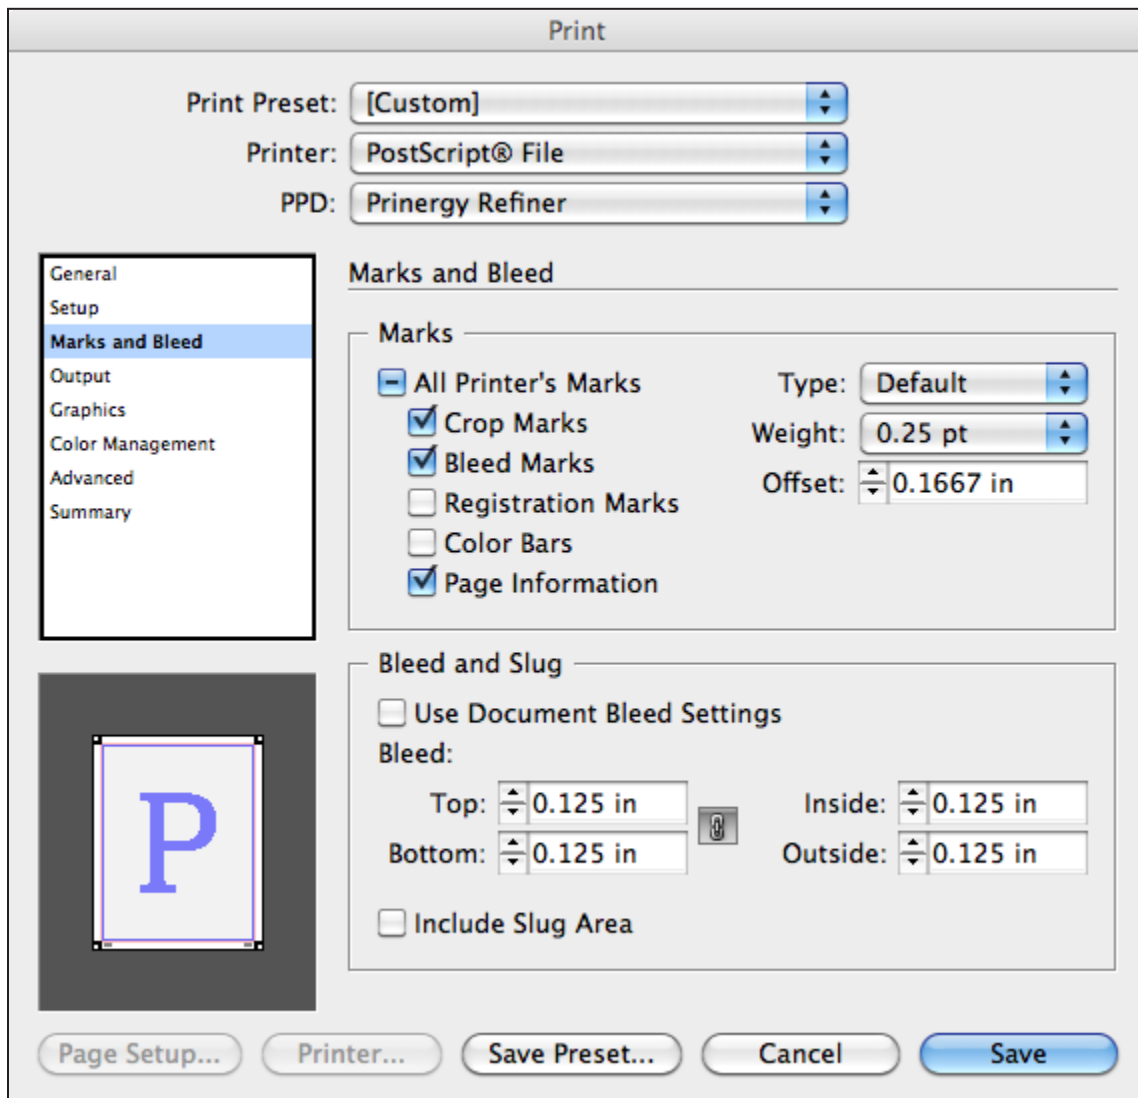 Print
Print Preset: [Custom]
Printer: PostScript® File
PPD: Prinergy Refiner
General
Setup
Marks and Bleed
Output
Graphics
Color Management
Advanced
Summary
Marks and Bleed
Marks
All Printer's Marks
Crop Marks
Bleed Marks
Registration Marks
Color Bars
Page Information
Type: Default
Weight: 0.25 pt
Offset: 0.1667 in
Bleed and Slug
Use Document Bleed Settings
Bleed:
Top: 0.125 in
Bottom: 0.125 in
Inside: 0.125 in
Outside: 0.125 in
Include Slug Area
P
Page Setup... Printer... Save Preset... Cancel Save